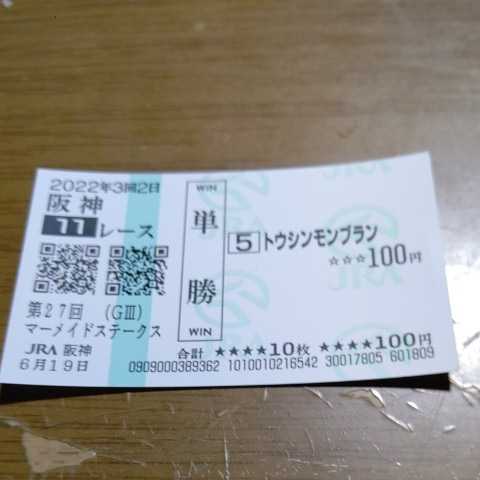 2022年3回2日
阪神
11レース
第27回 (GⅢ)
マーメイドステークス
JRA 阪神
6月19日
WIN
単勝
WIN
5 トウシンモンブラン
☆☆☆100円
合計 ★★★★10枚 ★★★★100円
0909000389362 1010010216542 30017805 601809